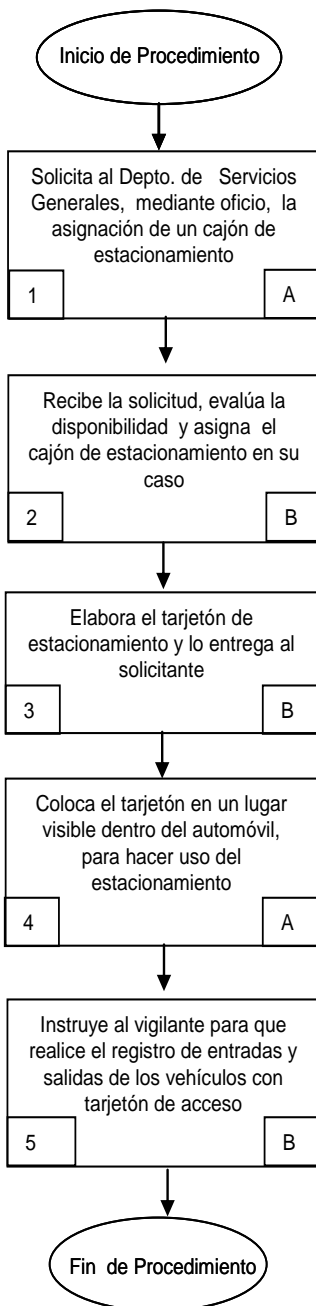 Inicio de Procedimiento
Solicita al Depto. de Servicios
Generales, mediante oficio, la
asignación de un cajón de
estacionamiento
1 A
Recibe la solicitud, evalúa la
disponibilidad y asigna el
cajón de estacionamiento en su
caso
2 B
Elabora el tarjetón de
estacionamiento y lo entrega al
solicitante
3 B
Coloca el tarjetón en un lugar
visible dentro del automóvil,
para hacer uso del
estacionamiento
4 A
Instruye al vigilante para que
realice el registro de entradas y
salidas de los vehículos con
tarjetón de acceso
5 B
Fin de Procedimiento